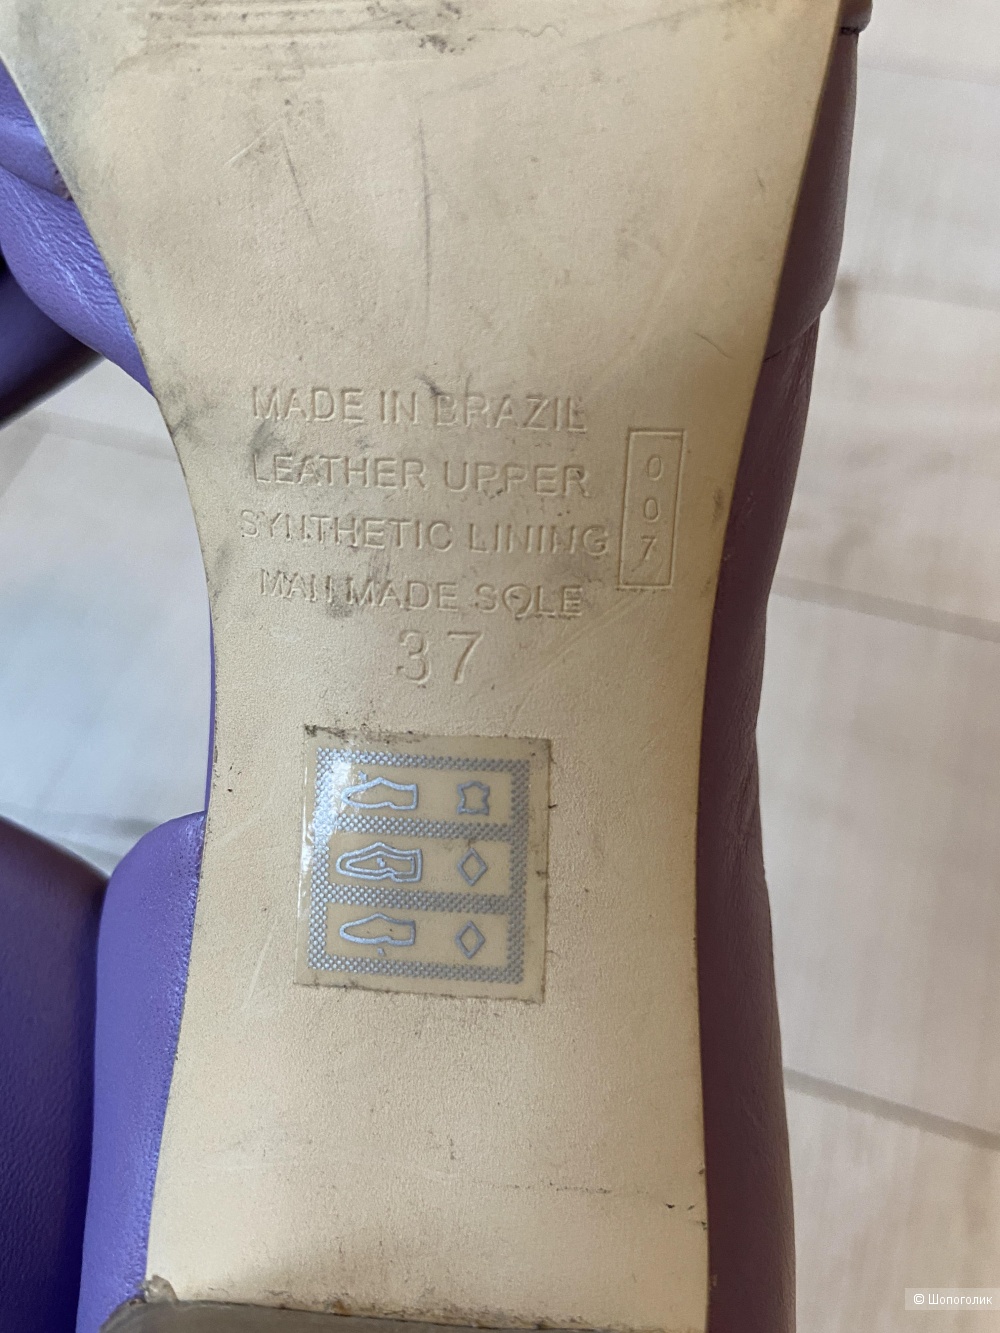 MADE IN BRAZIL
LEATHER UPPER
SYNTHETIC LINING
MAN MADE SOLE
37
007
© Шопоголик